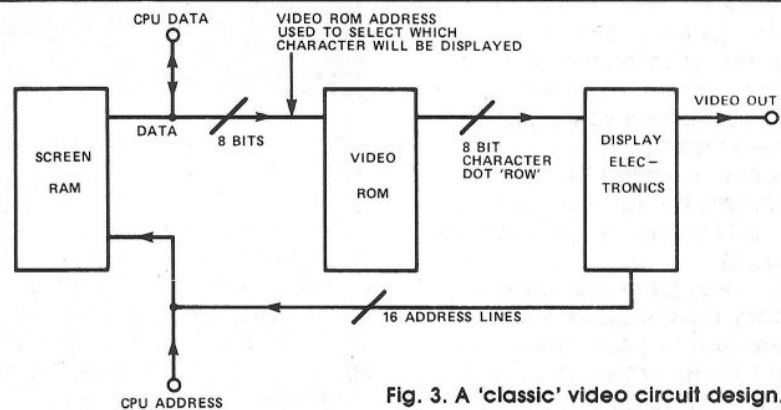 CPU DATA
VIDEO ROM ADDRESS
USED TO SELECT WHICH
CHARACTER WILL BE DISPLAYED
VIDEO OUT
DATA
8 BITS
SCREEN
RAM
VIDEO
ROM
8 BIT
CHARACTER
DOT 'ROW'
DISPLAY
ELEC–
TRONICS
16 ADDRESS LINES
CPU ADDRESS
Fig. 3. A 'classic' video circuit design.